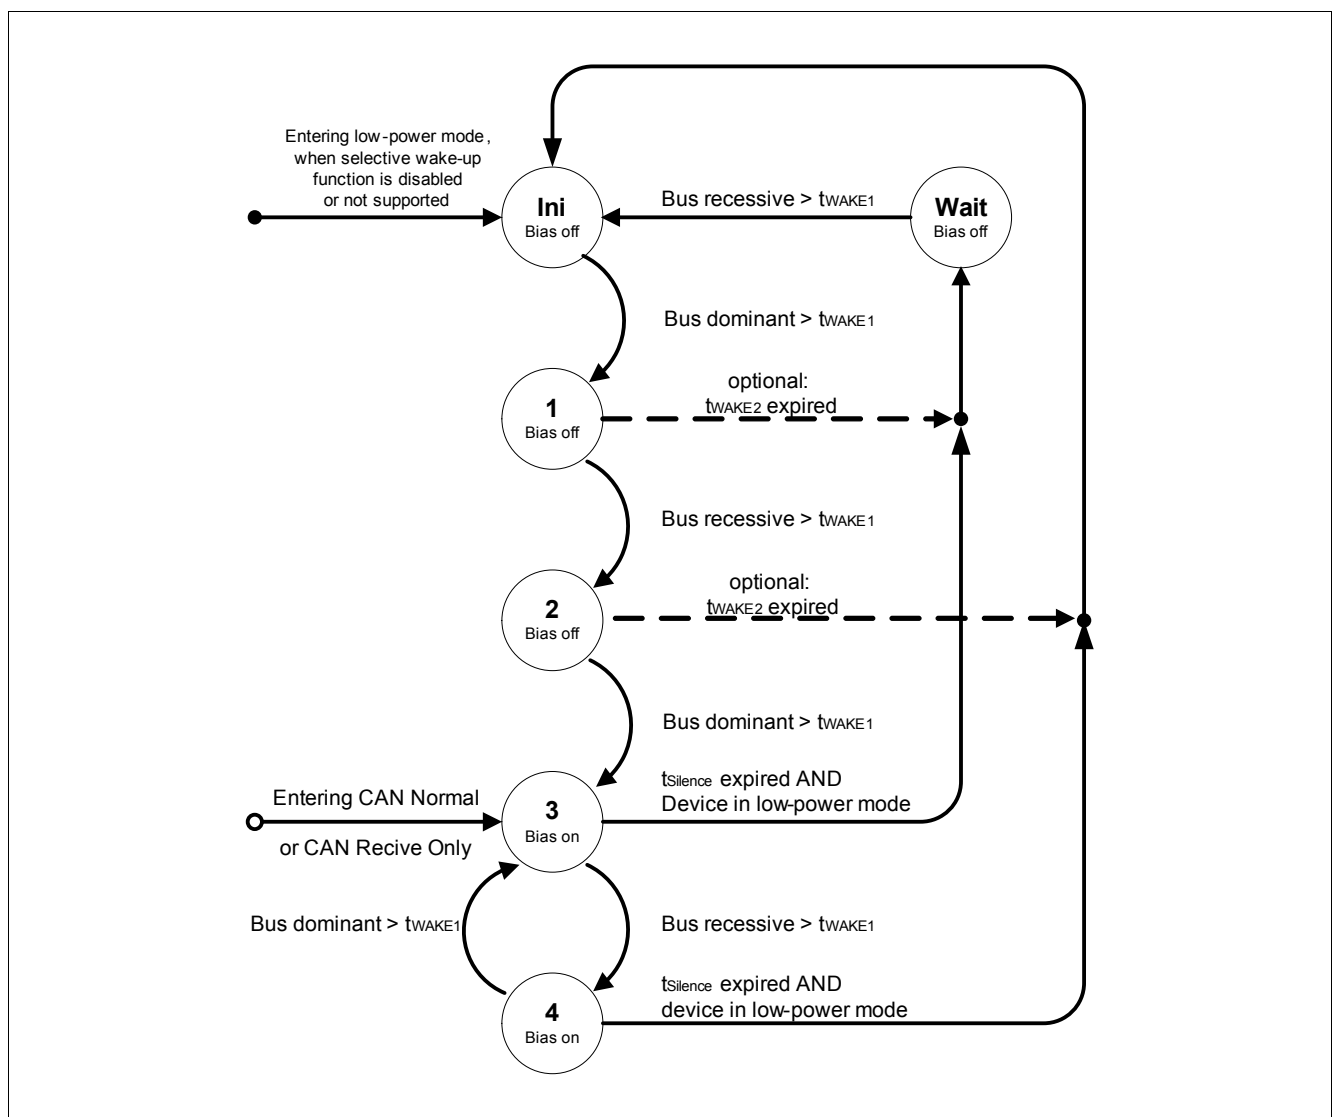 Entering low-power mode,
when selective wake-up
function is disabled
or not supported
Ini
Bias off
Bus recessive > tWAKE1
Wait
Bias off
Bus dominant > tWAKE1
1
Bias off
optional:
tWAKE2 expired
Bus recessive > tWAKE1
2
Bias off
optional:
tWAKE2 expired
Bus dominant > tWAKE1
Entering CAN Normal
or CAN Recive Only
3
Bias on
tSilence expired AND
Device in low-power mode
Bus dominant > tWAKE1
Bus recessive > tWAKE1
4
Bias on
tSilence expired AND
device in low-power mode